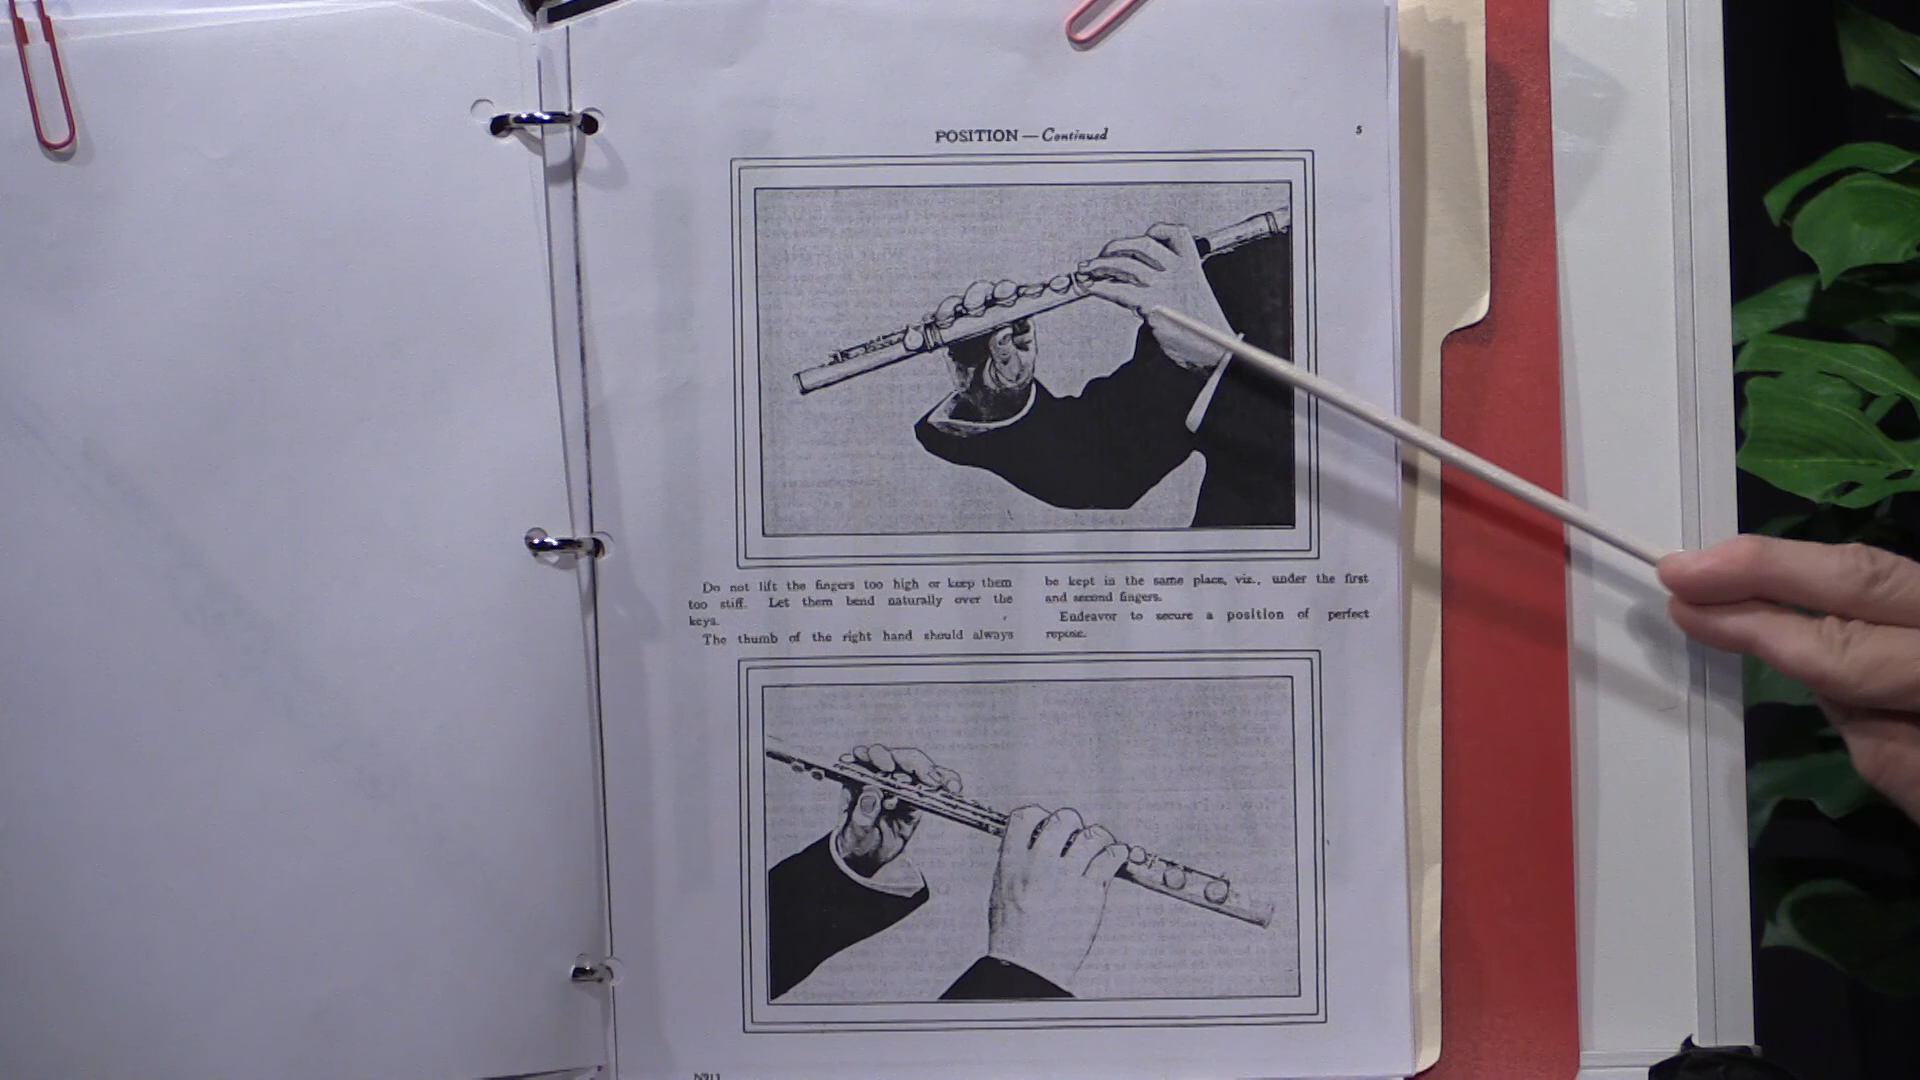 POSITION — Continued
5
Do not lift the fingers too high or keep them
too stiff. Let them bend naturally over the
keys.
The thumb of the right hand should always
be kept in the same place, viz., under the first
and second fingers.
Endeavor to secure a position of perfect
repose.